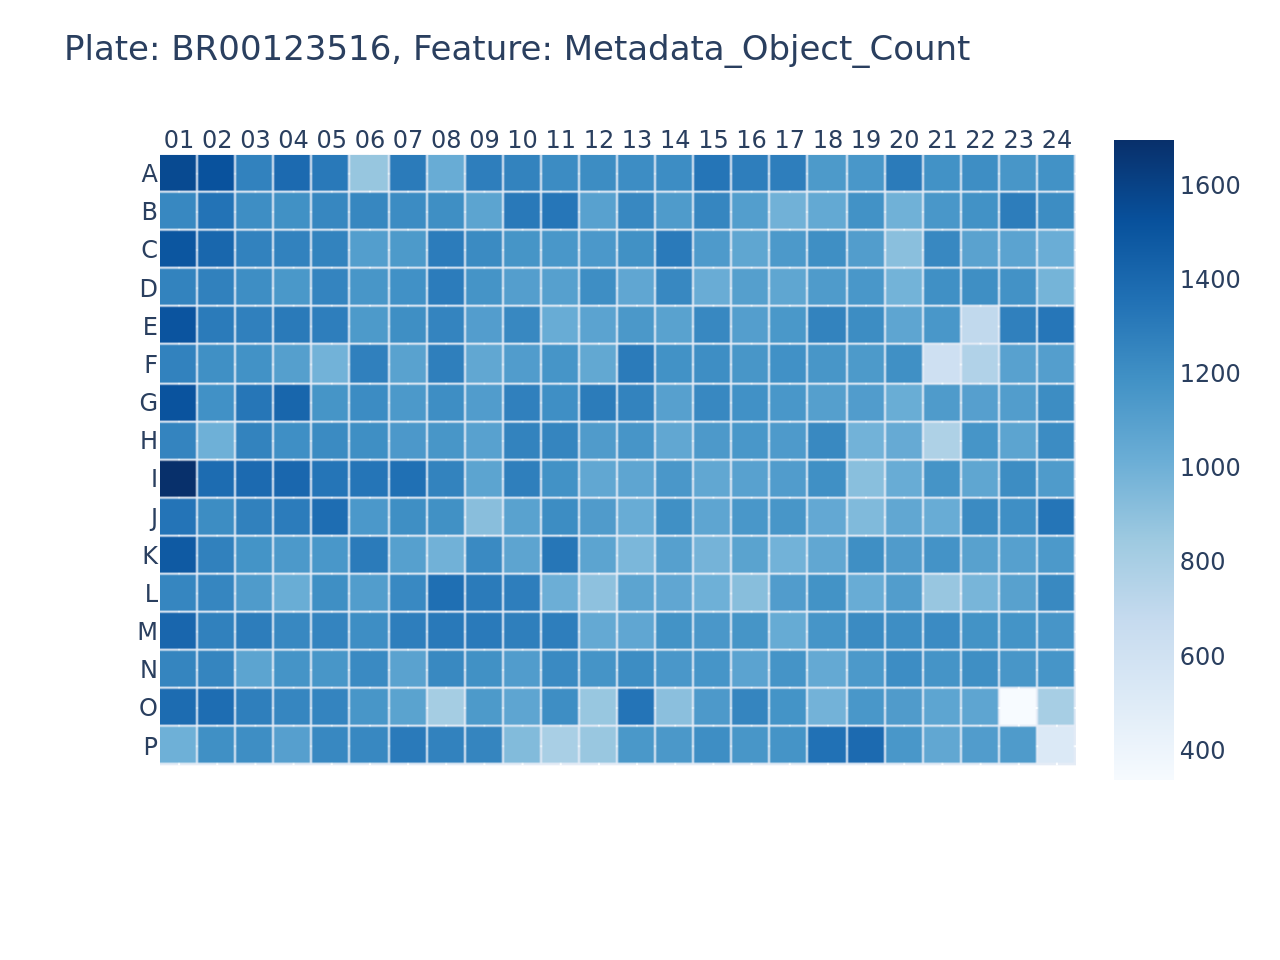 Plate: BR00123516, Feature: Metadada_Object_Count
01 02 03 04 05 06 07 08 09 10 11 12 13 14 15 16 17 18 19 20 21 22 23 24
A
B
C
D
E
F
G
H
I
J
K
L
M
N
O
P
1600
1400
1200
1000
800
600
400